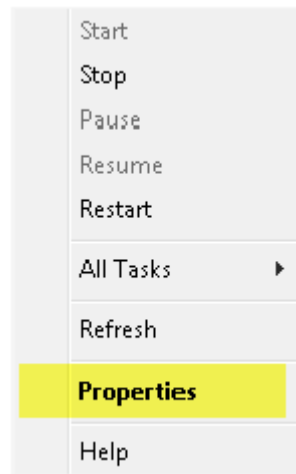 Start
Stop
Pause
Resume
Restart
All Tasks
Refresh
Properties
Help